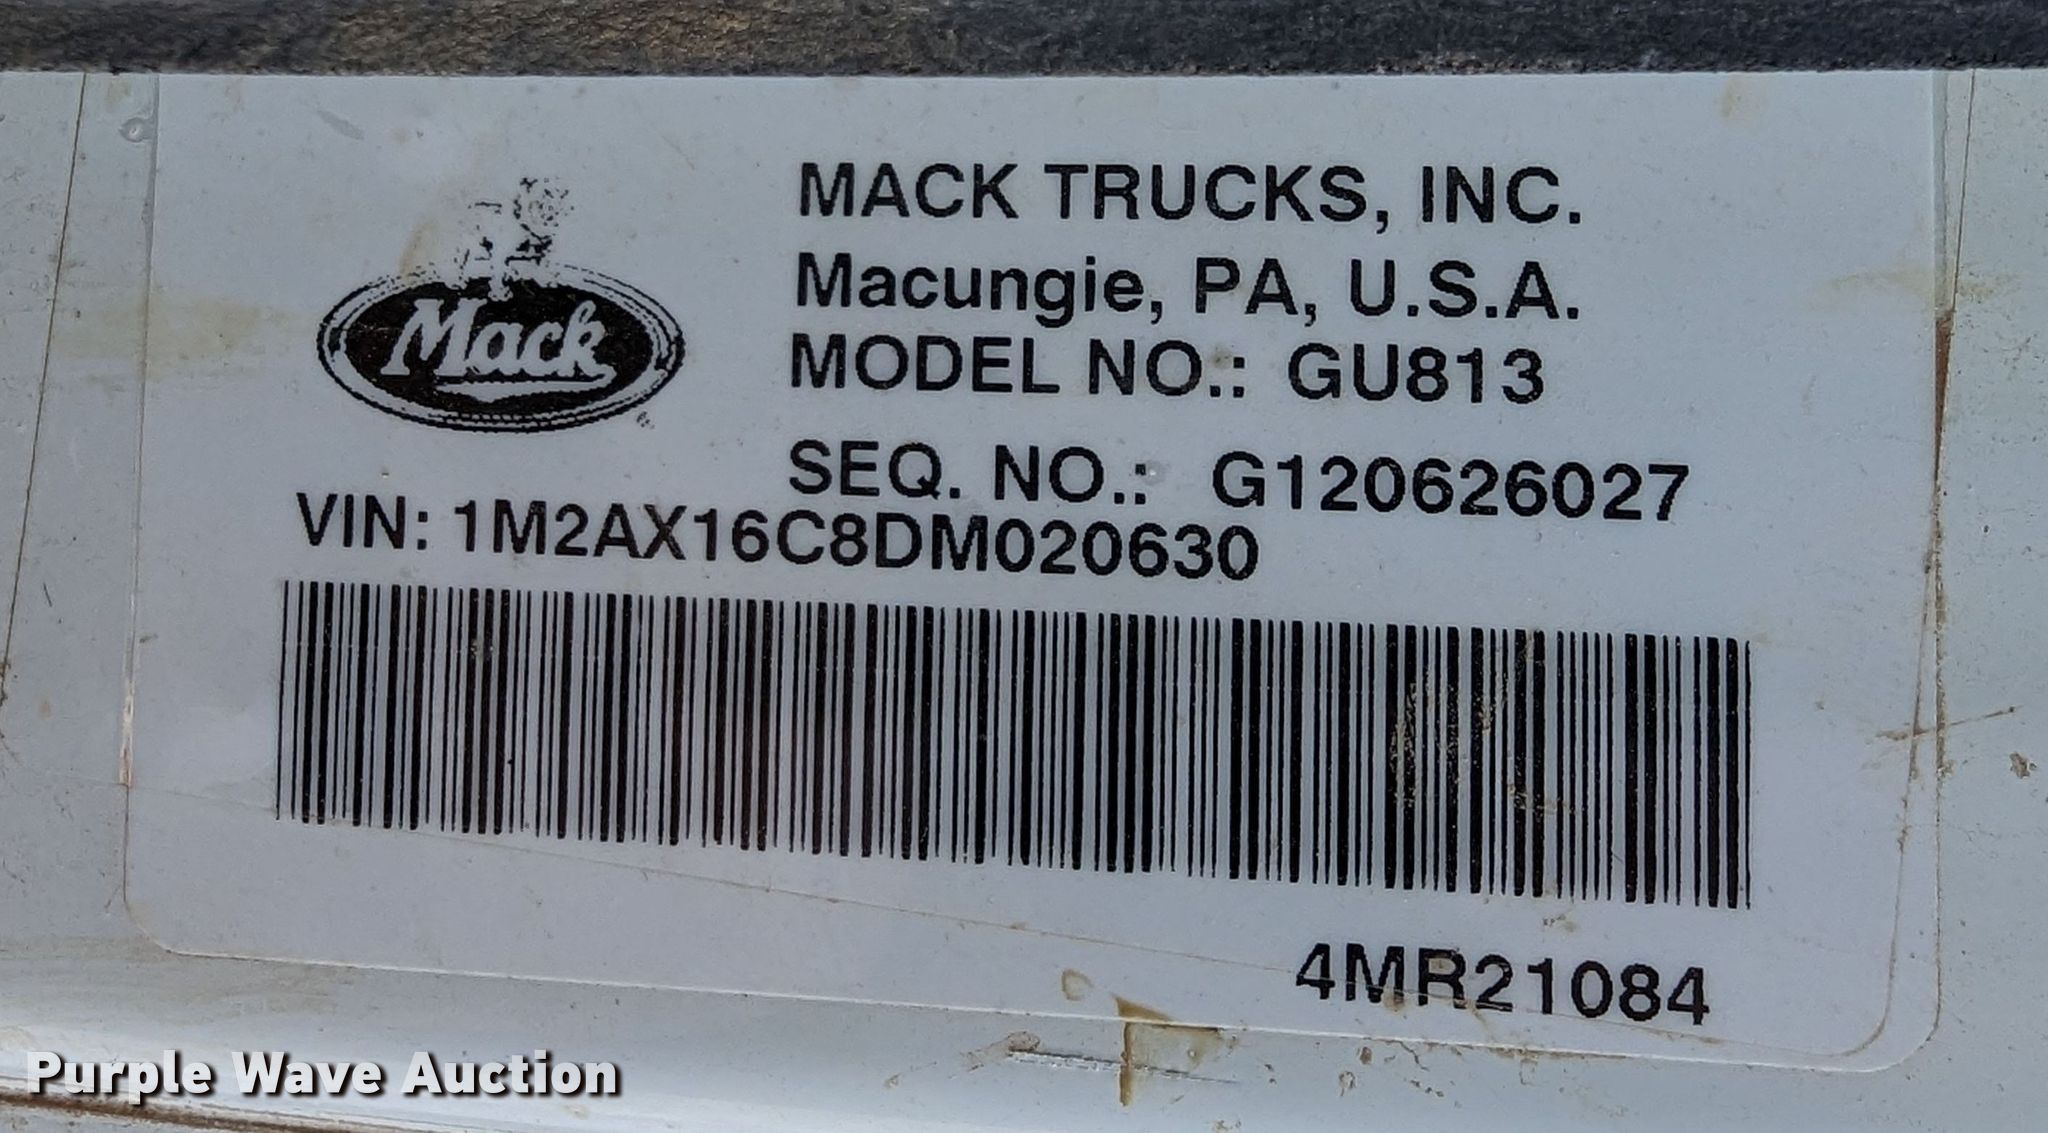 Mack
MACK TRUCKS, INC.
Macungie, PA, U.S.A.
MODEL NO.: GU813
SEQ. NO.: G120626027
VIN: 1M2AX16C8DM020630
4MR21084
Purple Wave Auction